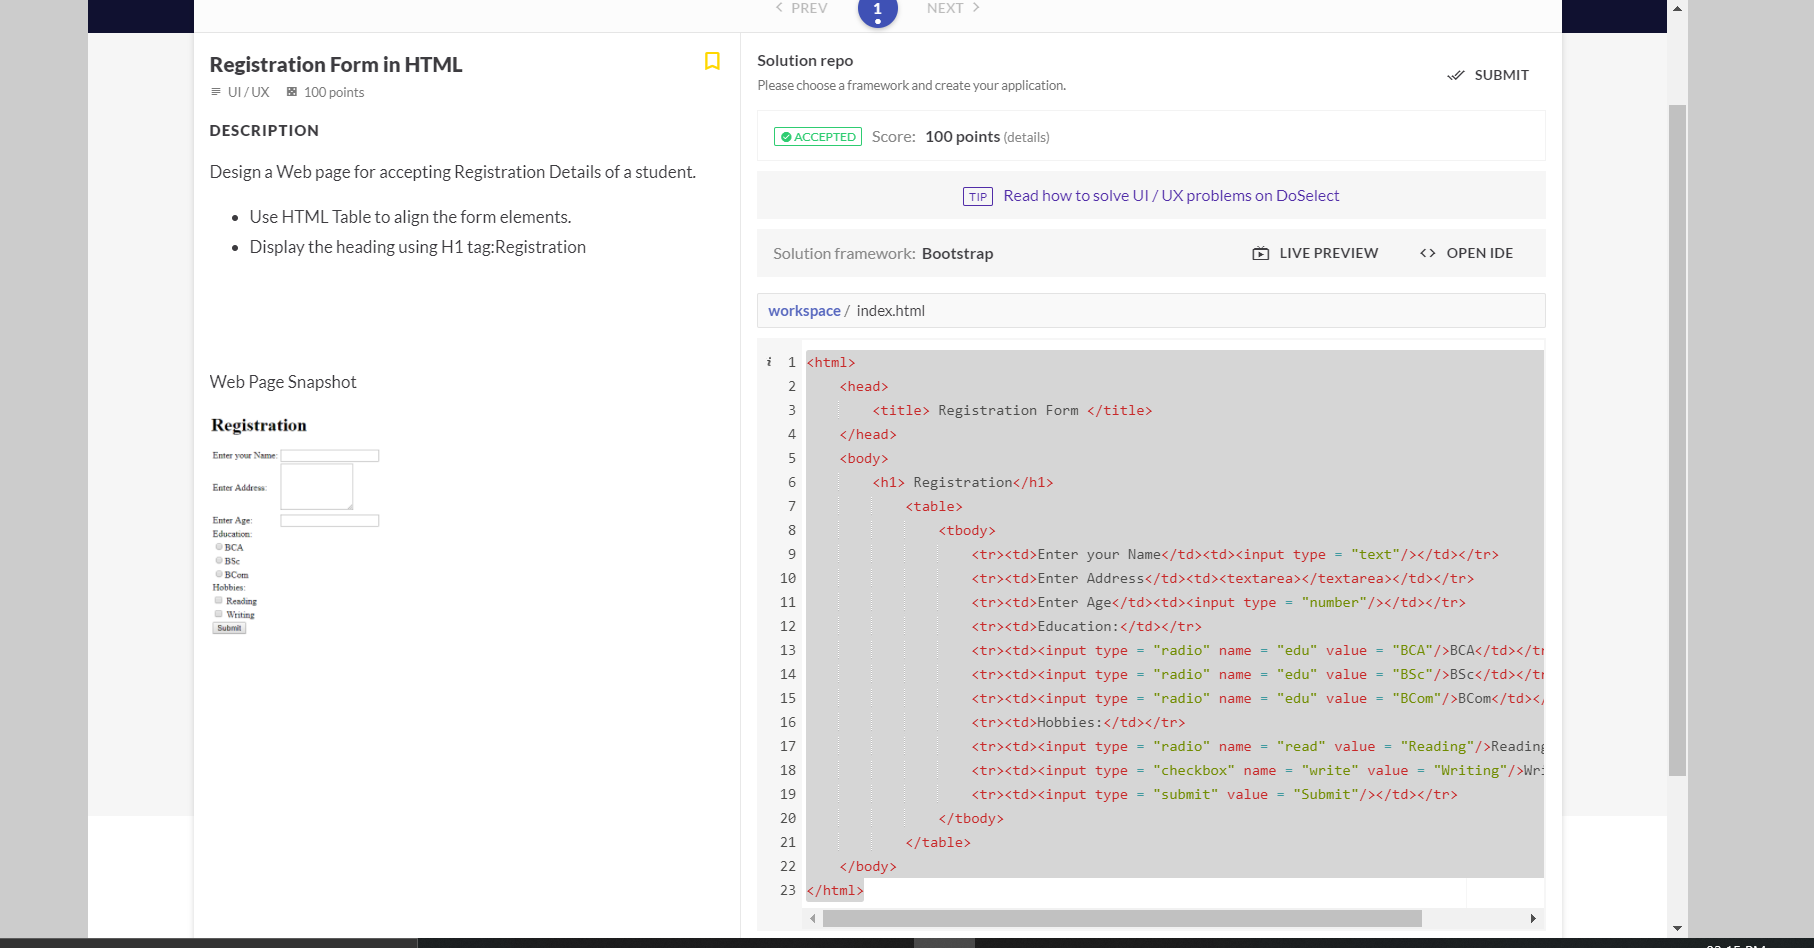 PREV 1 NEXT
Registration Form in HTML
UI / UX 100 points
DESCRIPTION
Design a Web page for accepting Registration Details of a student.
Use HTML Table to align the form elements.
Display the heading using H1 tag:Registration
Web Page Snapshot
Registration
Enter your Name:
Enter Address:
Enter Age:
Education:
BCA
BSc
BCom
Hobbies:
Reading
Writing
Submit
Solution repo
Please choose a framework and create your application.
SUBMIT
ACCEPTED Score: 100 points (details)
TIP Read how to solve UI / UX problems on DoSelect
Solution framework: Bootstrap LIVE PREVIEW <> OPEN IDE
workspace / index.html
i 1 <html>
2 <head>
3 <title> Registration Form </title>
4 </head>
5 <body>
6 <h1> Registration</h1>
7 <table>
8 <tbody>
9 <tr><td>Enter your Name</td><td><input type = "text"/></td></tr>
10 <tr><td>Enter Address</td><td><textarea></textarea></td></tr>
11 <tr><td>Enter Age</td><td><input type = "number"/></td></tr>
12 <tr><td>Education:</td></tr>
13 <tr><td><input type = "radio" name = "edu" value = "BCA"/>BCA</td></tr
14 <tr><td><input type = "radio" name = "edu" value = "BSc"/>BSc</td></tr
15 <tr><td><input type = "radio" name = "edu" value = "BCom"/>BCom</td></
16 <tr><td>Hobbies:</td></tr>
17 <tr><td><input type = "radio" name = "read" value = "Reading"/>Reading
18 <tr><td><input type = "checkbox" name = "write" value = "Writing"/>Wri
19 <tr><td><input type = "submit" value = "Submit"/></td></tr>
20 </tbody>
21 </table>
22 </body>
23 </html>